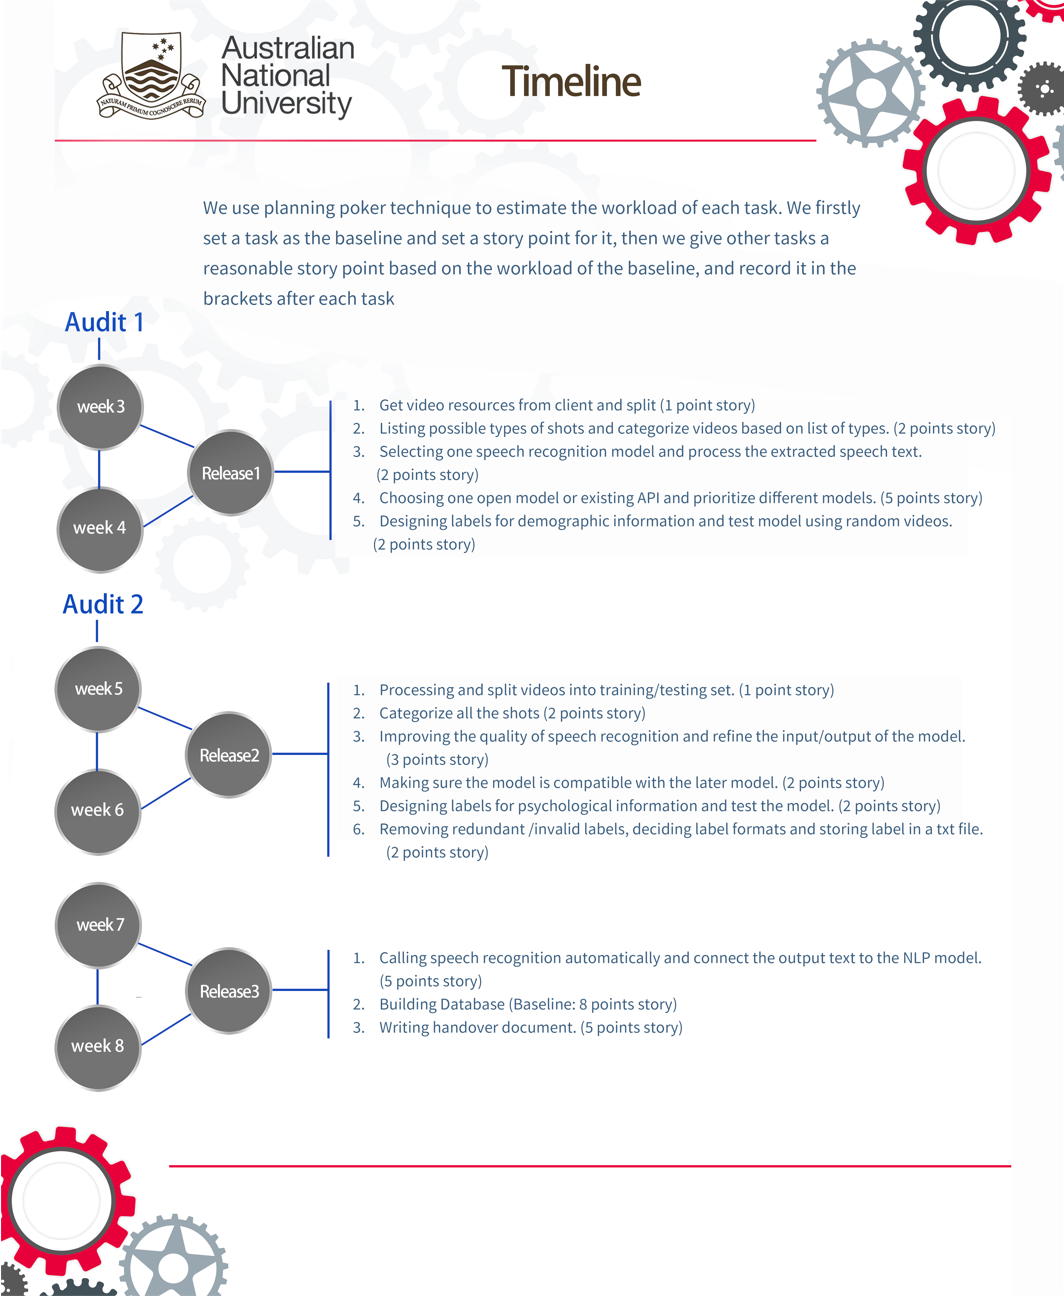 Australian
National
University
NATURAM PRIMUM COGNOSCERE RERUM
Timeline
We use planning poker technique to estimate the workload of each task. We firstly
set a task as the baseline and set a story point for it, then we give other tasks a
reasonable story point based on the workload of the baseline, and record it in the
brackets after each task
Audit 1
week 3
week 4
Release1
1. Get video resources from client and split (1 point story)
2. Listing possible types of shots and categorize videos based on list of types. (2 points story)
3. Selecting one speech recognition model and process the extracted speech text.
(2 points story)
4. Choosing one open model or existing API and prioritize different models. (5 points story)
5. Designing labels for demographic information and test model using random videos.
(2 points story)
Audit 2
week 5
week 6
Release2
1. Processing and split videos into training/testing set. (1 point story)
2. Categorize all the shots (2 points story)
3. Improving the quality of speech recognition and refine the input/output of the model.
(3 points story)
4. Making sure the model is compatible with the later model. (2 points story)
5. Designing labels for psychological information and test the model. (2 points story)
6. Removing redundant /invalid labels, deciding label formats and storing label in a txt file.
(2 points story)
week 7
week 8
Release3
1. Calling speech recognition automatically and connect the output text to the NLP model.
(5 points story)
2. Building Database (Baseline: 8 points story)
3. Writing handover document. (5 points story)